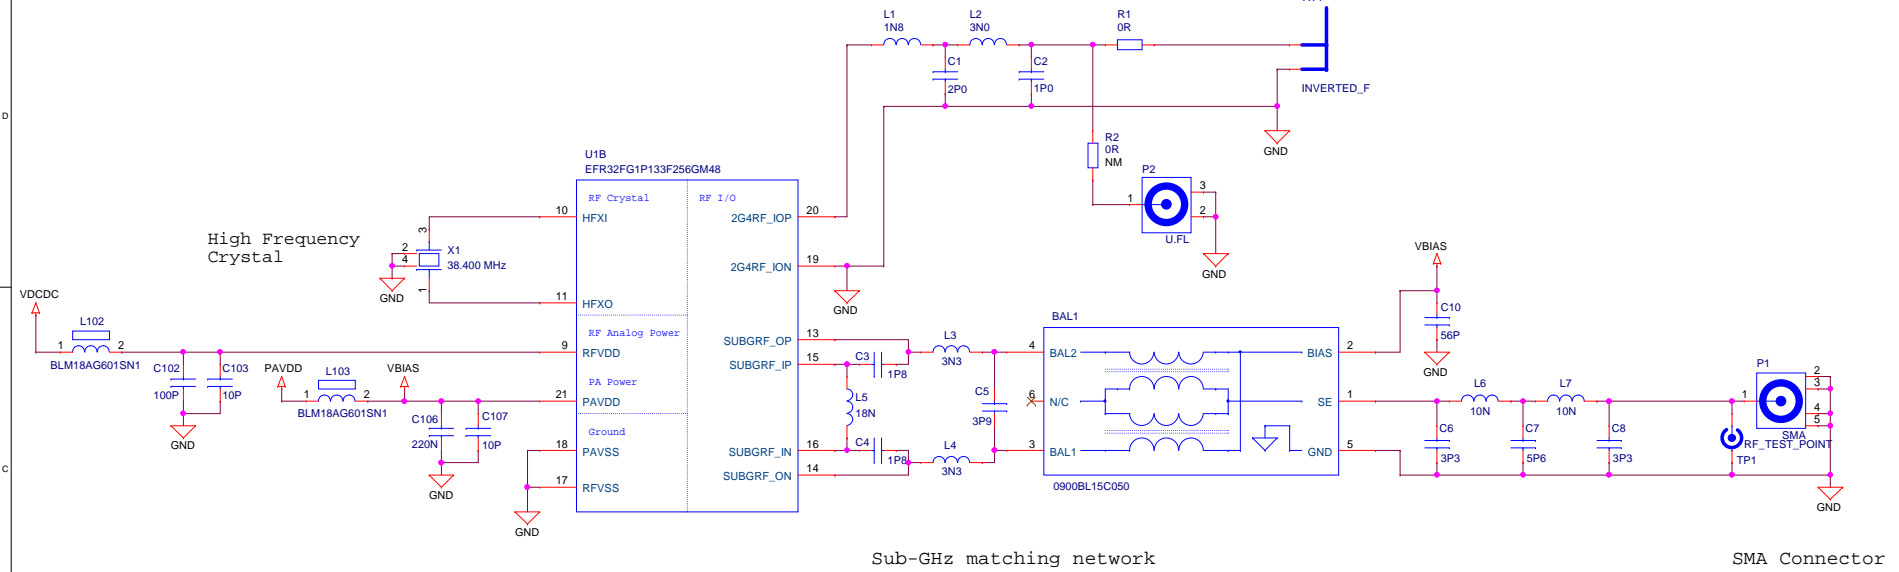 L1
1N8
L2
3N0
R1
0R
C1
2P0
C2
1P0
INVERTED_F
D
GND
R2
0R
NM
U1B
EFR32FG1P133F256GM48
P2
1
3
2
U.FL
GND
RF Crystal
RF I/O
10
HFXI
2G4RF_IOP
20
High Frequency
Crystal
3
2
4
X1
38.400 MHz
1
GND
2G4RF_ION
19
GND
11
HFXO
VBIAS
VDCDC
L102
1
2
BLM18AG601SN1
RF Analog Power
9
RFVDD
SUBGRF_OP
13
SUBGRF_IP
15
L3
3N3
C3
1P8
BAL1
4
BAL2
BIAS
2
C10
56P
GND
C102
100P
C103
10P
GND
PAVDD
L103
1
2
BLM18AG601SN1
VBIAS
PA Power
21
PAVDD
L5
18N
C5
3P9
6
N/C
SE
1
L6
10N
L7
10N
P1
1
2
3
4
5
SMA
C106
220N
C107
10P
GND
Ground
18
PAVSS
SUBGRF_IN
16
C4
1P8
L4
3N3
3
BAL1
GND
5
C6
3P3
C7
5P6
C8
3P3
RF_TEST_POINT
TP1
C
17
RFVSS
SUBGRF_ON
14
0900BL15C050
GND
GND
Sub-GHz matching network
SMA Connector